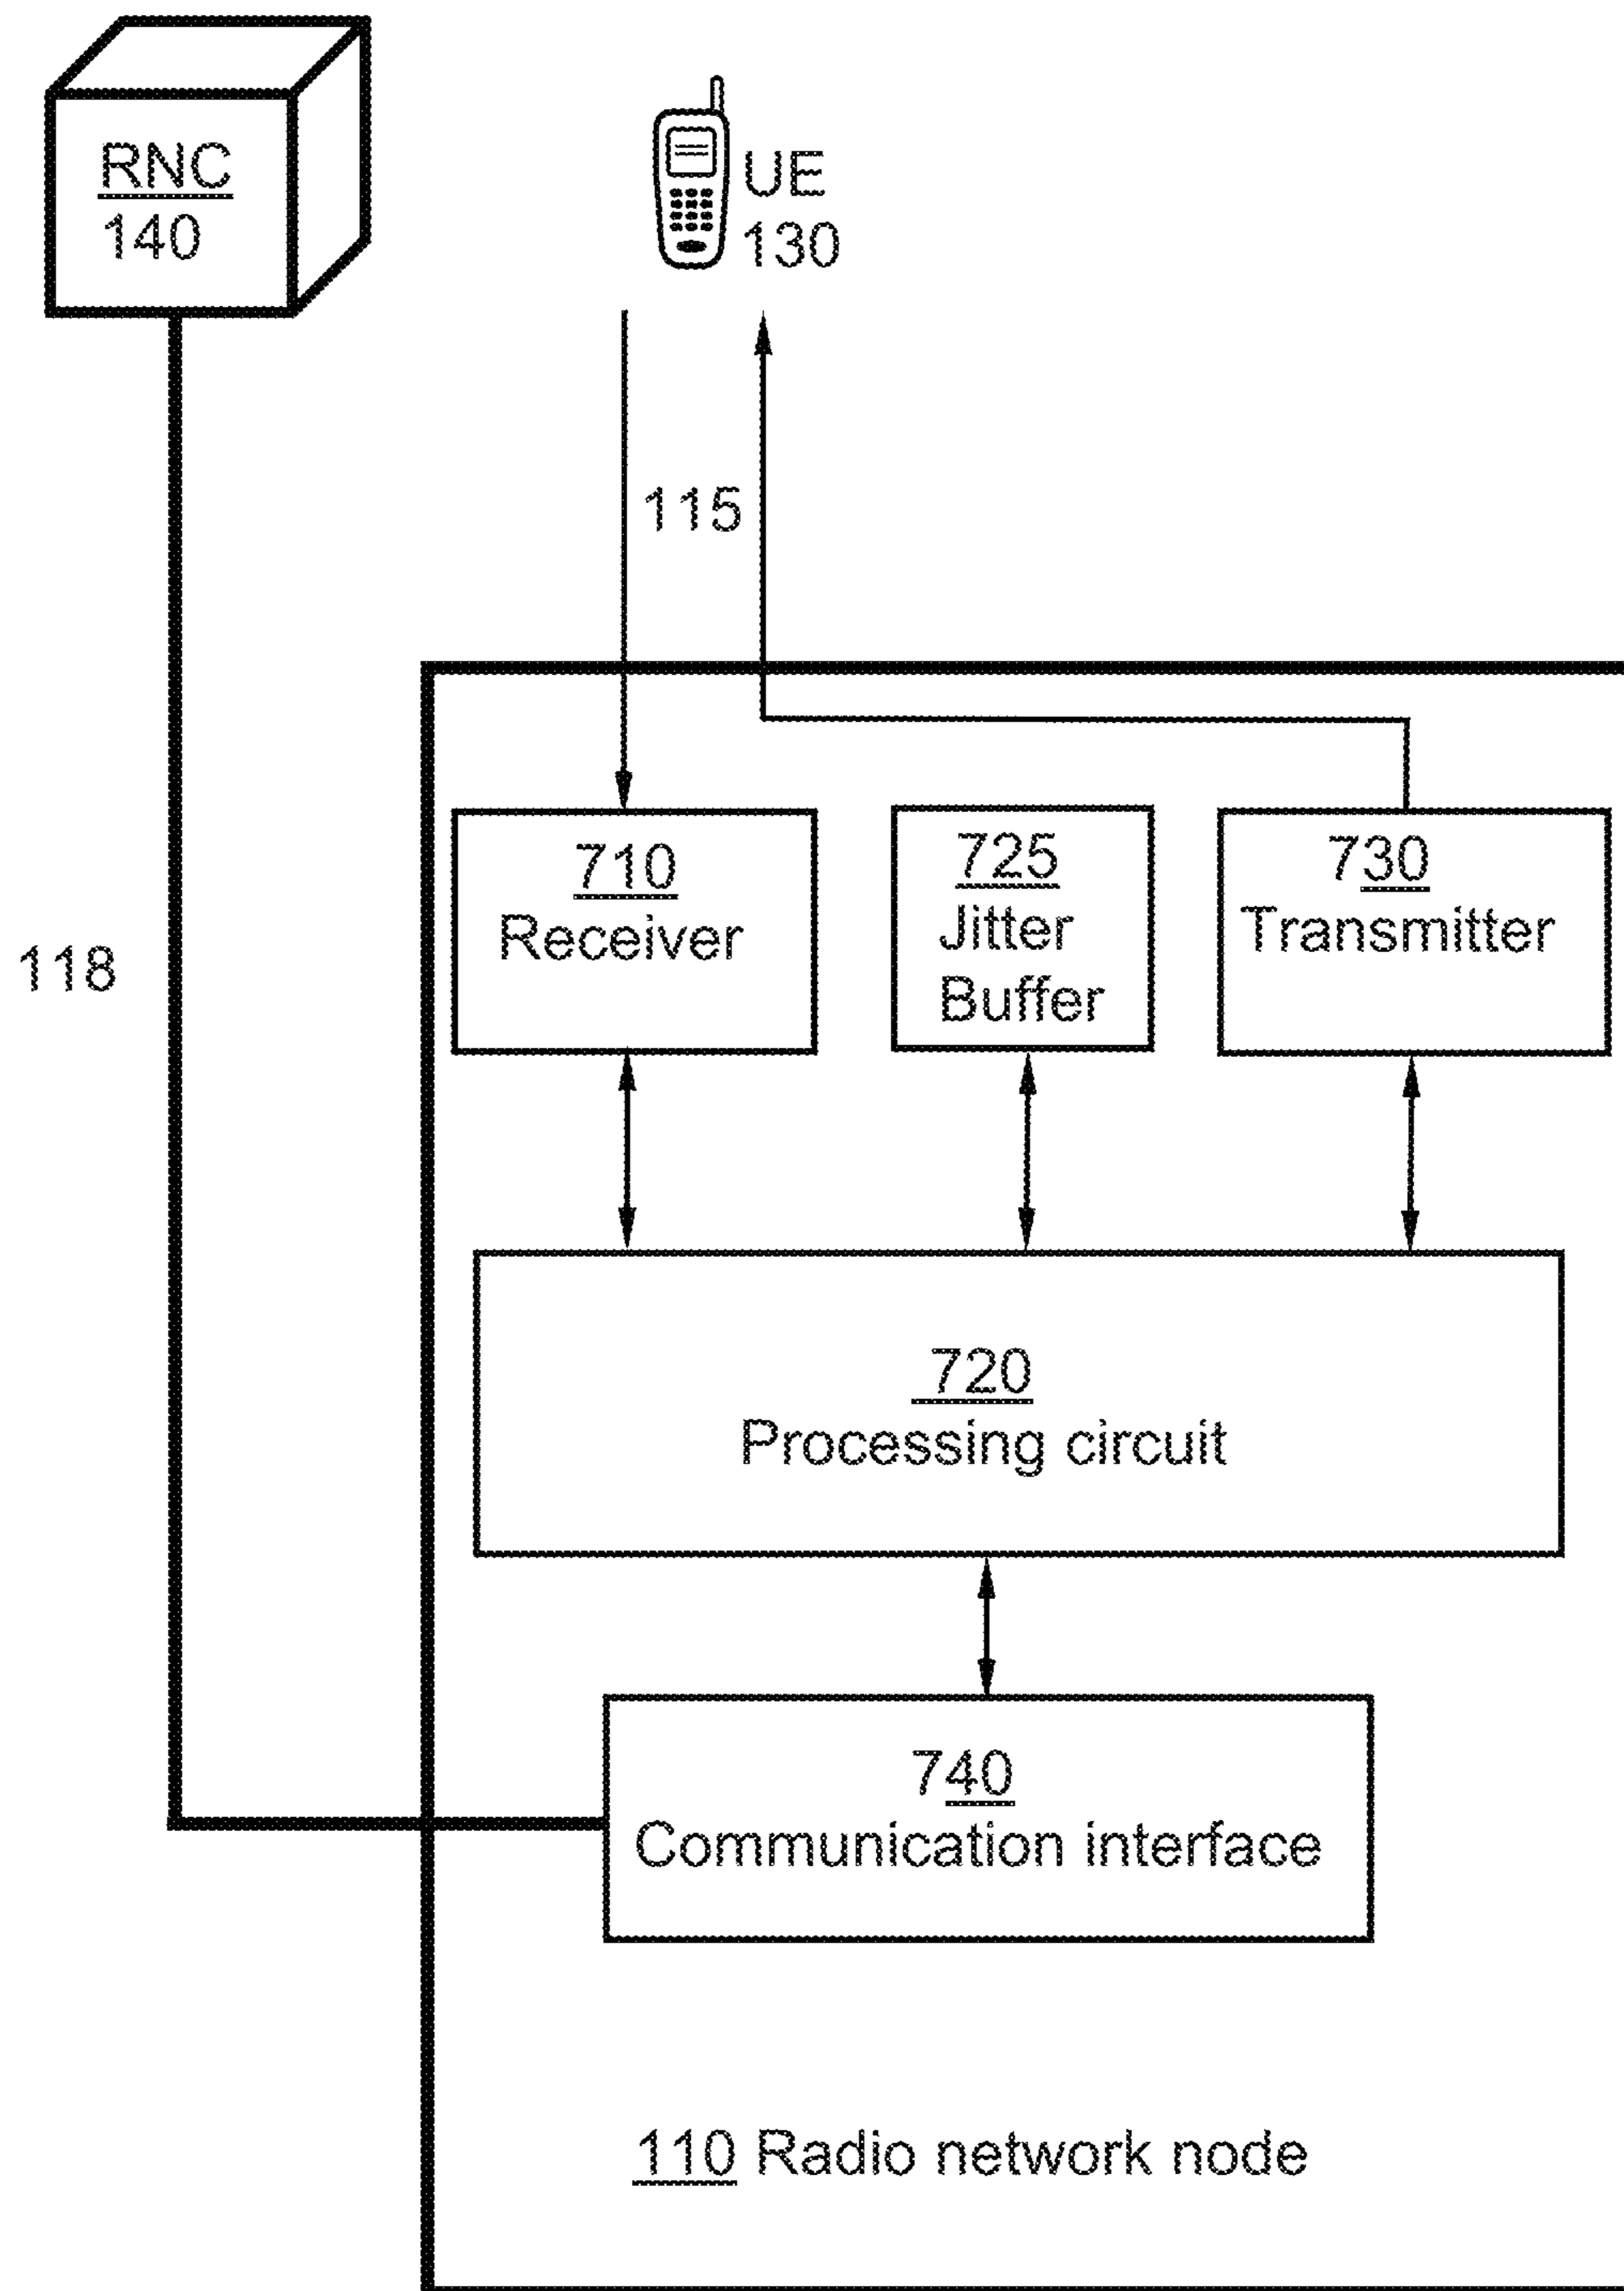 RNC
140
UE
130
115
118
710
Receiver
725
Jitter
Buffer
730
Transmitter
720
Processing circuit
740
Communication interface
110 Radio network node